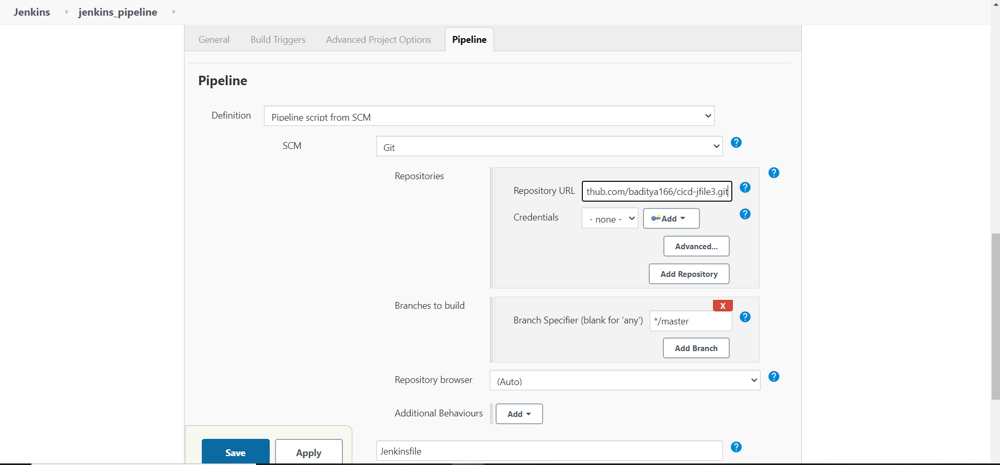 Jenkins jenkins_pipeline
General Build Triggers Advanced Project Options Pipeline
Pipeline
Definition Pipeline script from SCM
SCM Git ?
Repositories ?
Repository URL thub.com/baditya166/cicd-jfile3.git ?
Credentials - none - Add ?
Advanced...
Add Repository
Branches to build X
Branch Specifier (blank for 'any') */master ?
Add Branch
Repository browser (Auto) ?
Additional Behaviours Add
Save Apply Jenkinsfile ?